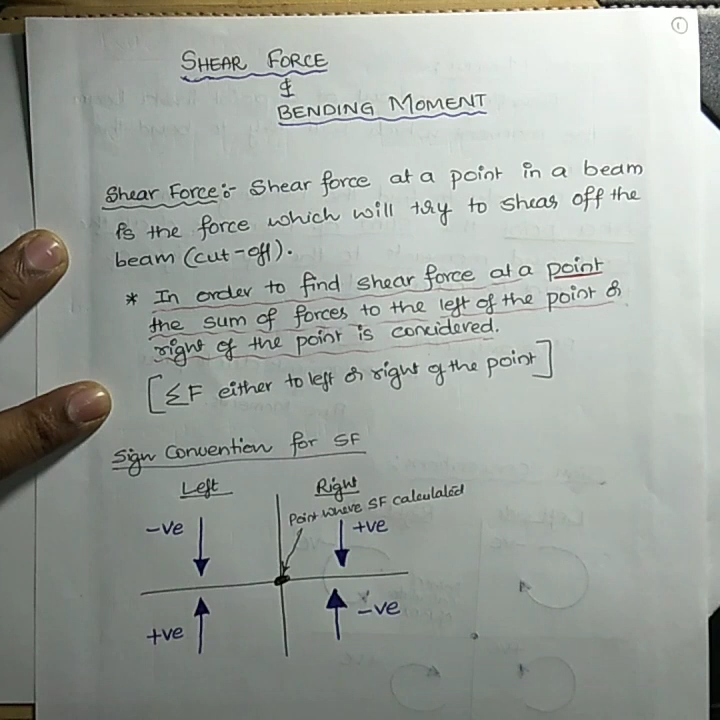 1
SHEAR FORCE
&
BENDING MOMENT
Shear Force:- Shear force at a point in a beam
is the force which will try to shear off the
beam (cut-off).
* In order to find shear force at a point
the sum of forces to the left of the point or
right of the point is concidered.
[ΣF either to left or right of the point]
Sign Convention for SF
Left
Right
Point where SF calculated
-ve
+ve
+ve
-ve